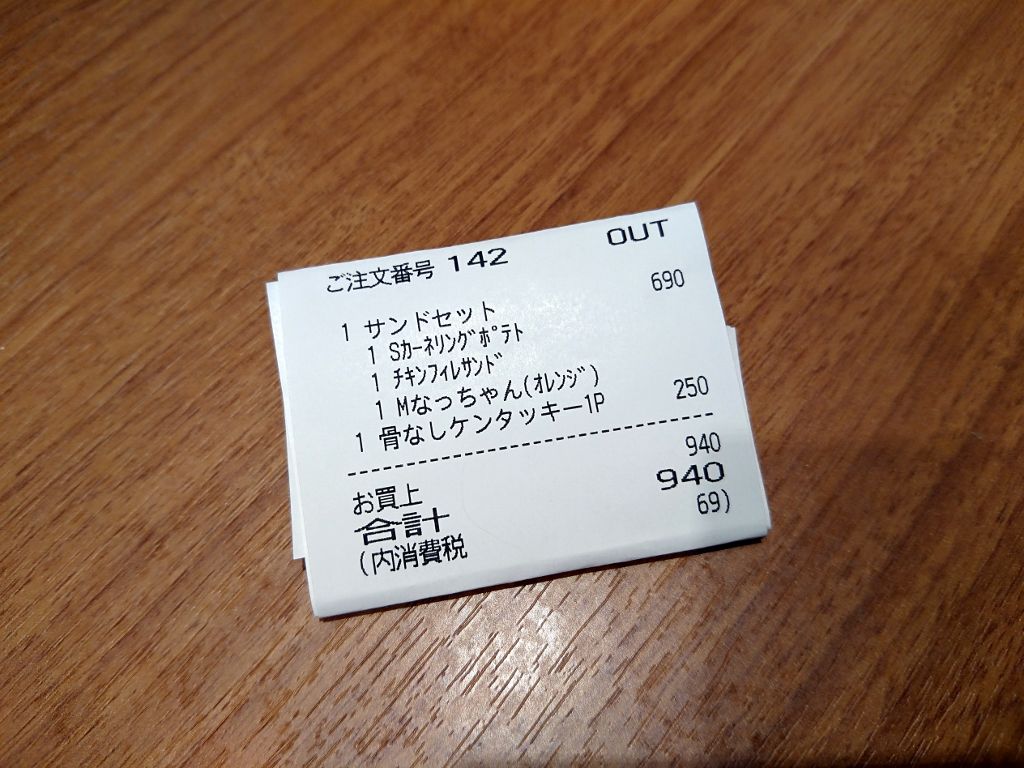 ご注文番号 142 OUT
1 サンドセット 690
1 Sカーネリングポテト
1 チキンフィレサンド
1 Mなっちゃん(オレンジ)
1 骨なしケンタッキー1P 250
お買上 940
合計 940
(内消費税 69)